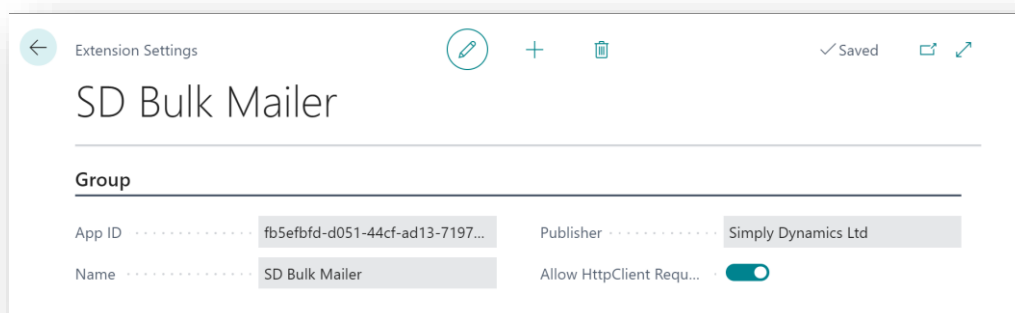 Extension Settings
Saved
SD Bulk Mailer
Group
App ID fb5efbfd-d051-44cf-ad13-7197...
Publisher Simply Dynamics Ltd
Name SD Bulk Mailer
Allow HttpClient Requ...